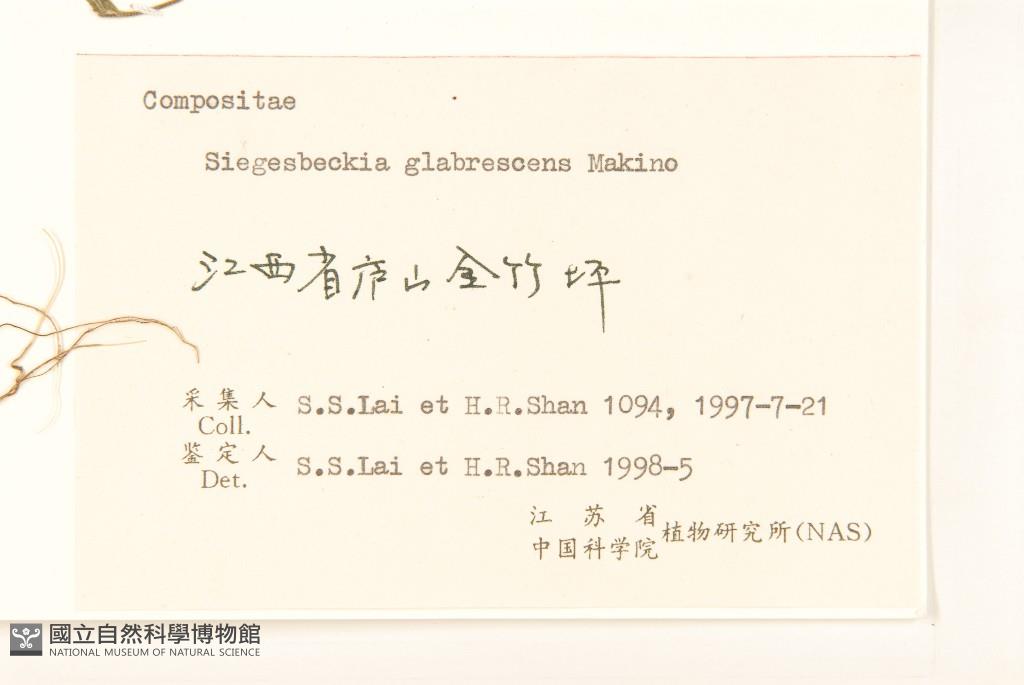 Compositae
Siegesbeckia glabrescens Makino
江西省庐山金竹坪
采集人 S.S.Lai et H.R.Shan 1094, 1997-7-21
Coll.
鉴定人 S.S.Lai et H.R.Shan 1998-5
Det.
江苏省
中国科学院植物研究所(NAS)
國立自然科學博物館
NATIONAL MUSEUM OF NATURAL SCIENCE